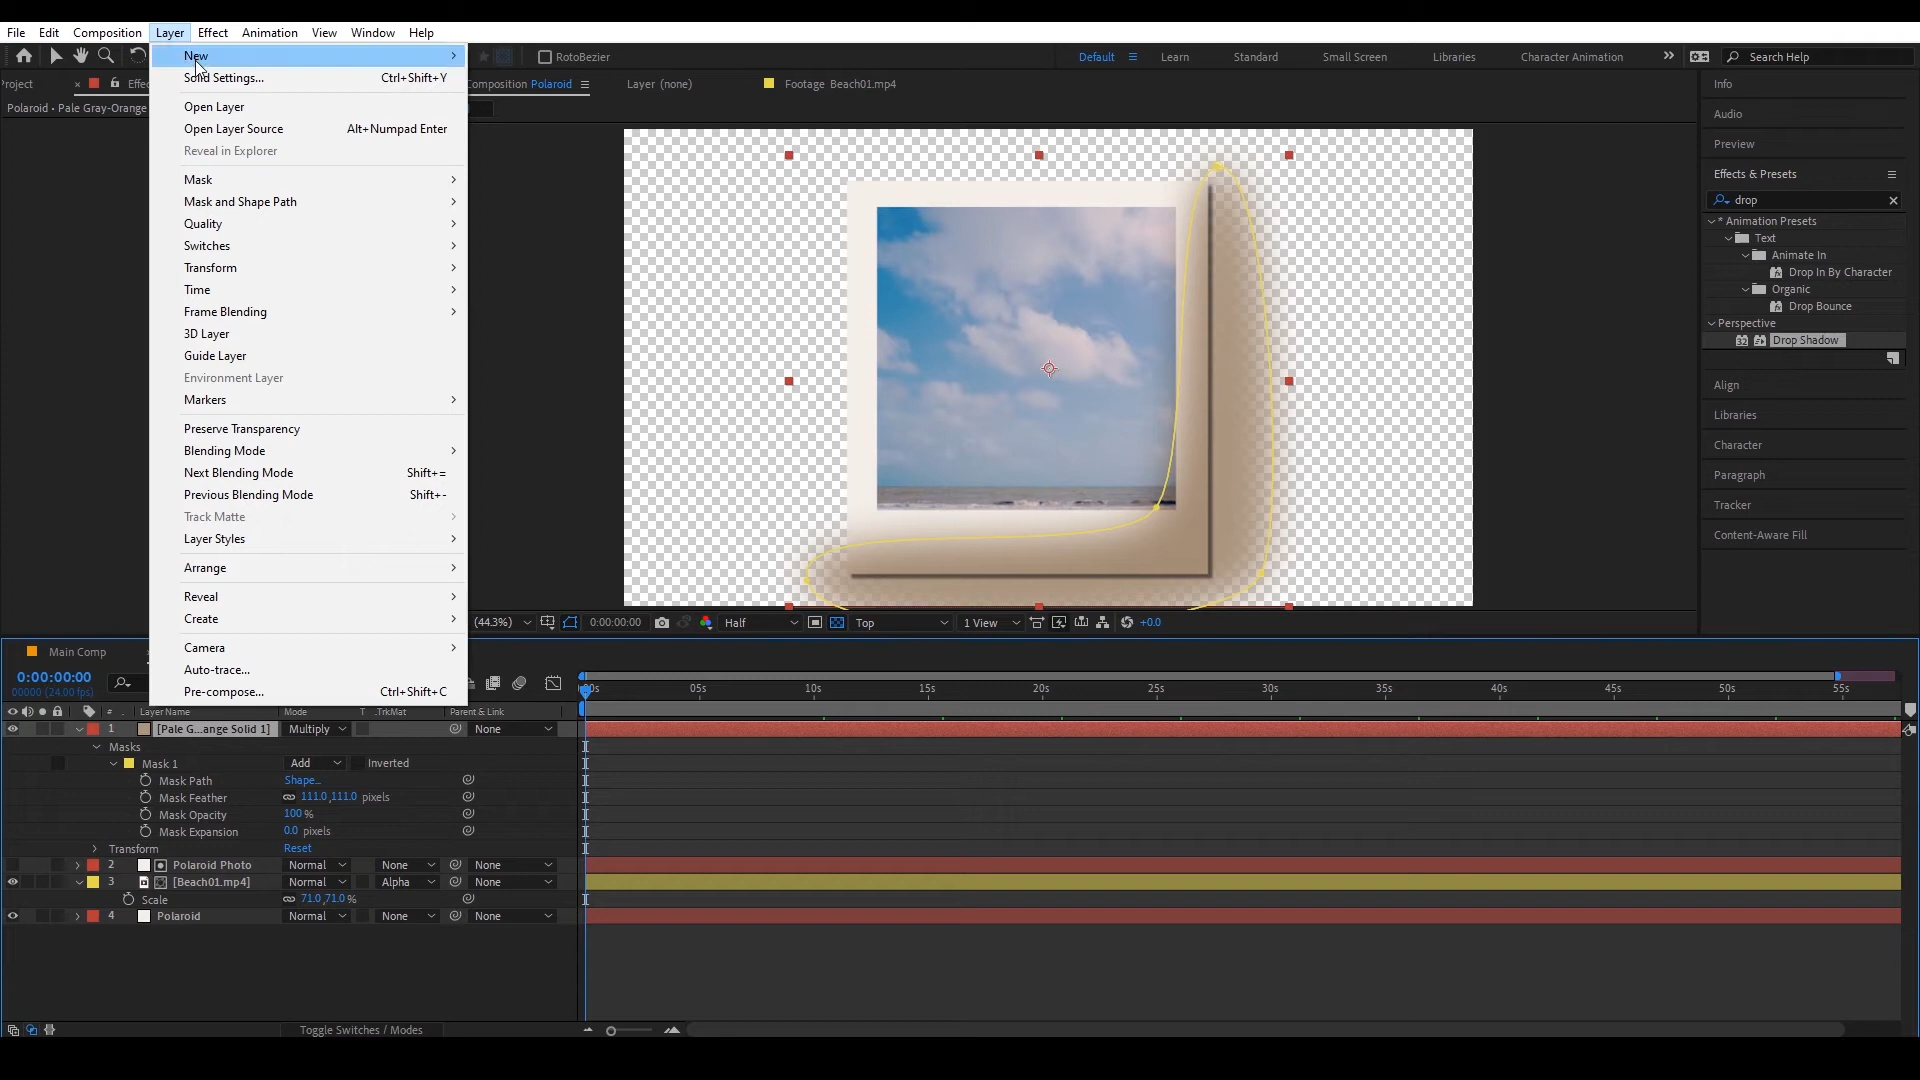 File Edit Composition Layer Effect Animation View Window Help
RotoBezier
Default
Learn
Standard
Small Screen
Libraries
Character Animation
Search Help
New
Solid Settings... Ctrl+Shift+Y
Open Layer
Open Layer Source Alt+Numpad Enter
Reveal in Explorer
Mask
Mask and Shape Path
Quality
Switches
Transform
Time
Frame Blending
3D Layer
Guide Layer
Environment Layer
Markers
Preserve Transparency
Blending Mode
Next Blending Mode Shift+=
Previous Blending Mode Shift+-
Track Matte
Layer Styles
Arrange
Reveal
Create
Camera
Auto-trace...
Pre-compose... Ctrl+Shift+C
roject
Effe
Polaroid • Pale Gray-Orange
omposition Polaroid
Layer (none)
Footage Beach01.mp4
(44.3%) 0:00:00:00 Half Top 1 View +0.0
Info
Audio
Preview
Effects & Presets
drop
* Animation Presets
Text
Animate In
Drop In By Character
Organic
Drop Bounce
Perspective
32 Drop Shadow
Align
Libraries
Character
Paragraph
Tracker
Content-Aware Fill
Main Comp
0:00:00:00
00000 (24.00 fps)
# Layer Name Mode T .TrkMat Parent & Link
00s 05s 10s 15s 20s 25s 30s 35s 40s 45s 50s 55s
1 [Pale G...ange Solid 1] Multiply None
Masks
Mask 1 Add Inverted
Mask Path Shape...
Mask Feather 111.0,111.0 pixels
Mask Opacity 100%
Mask Expansion 0.0 pixels
Transform Reset
2 Polaroid Photo Normal None None
3 [Beach01.mp4] Normal Alpha None
Scale 71.0,71.0%
4 Polaroid Normal None None
Toggle Switches / Modes